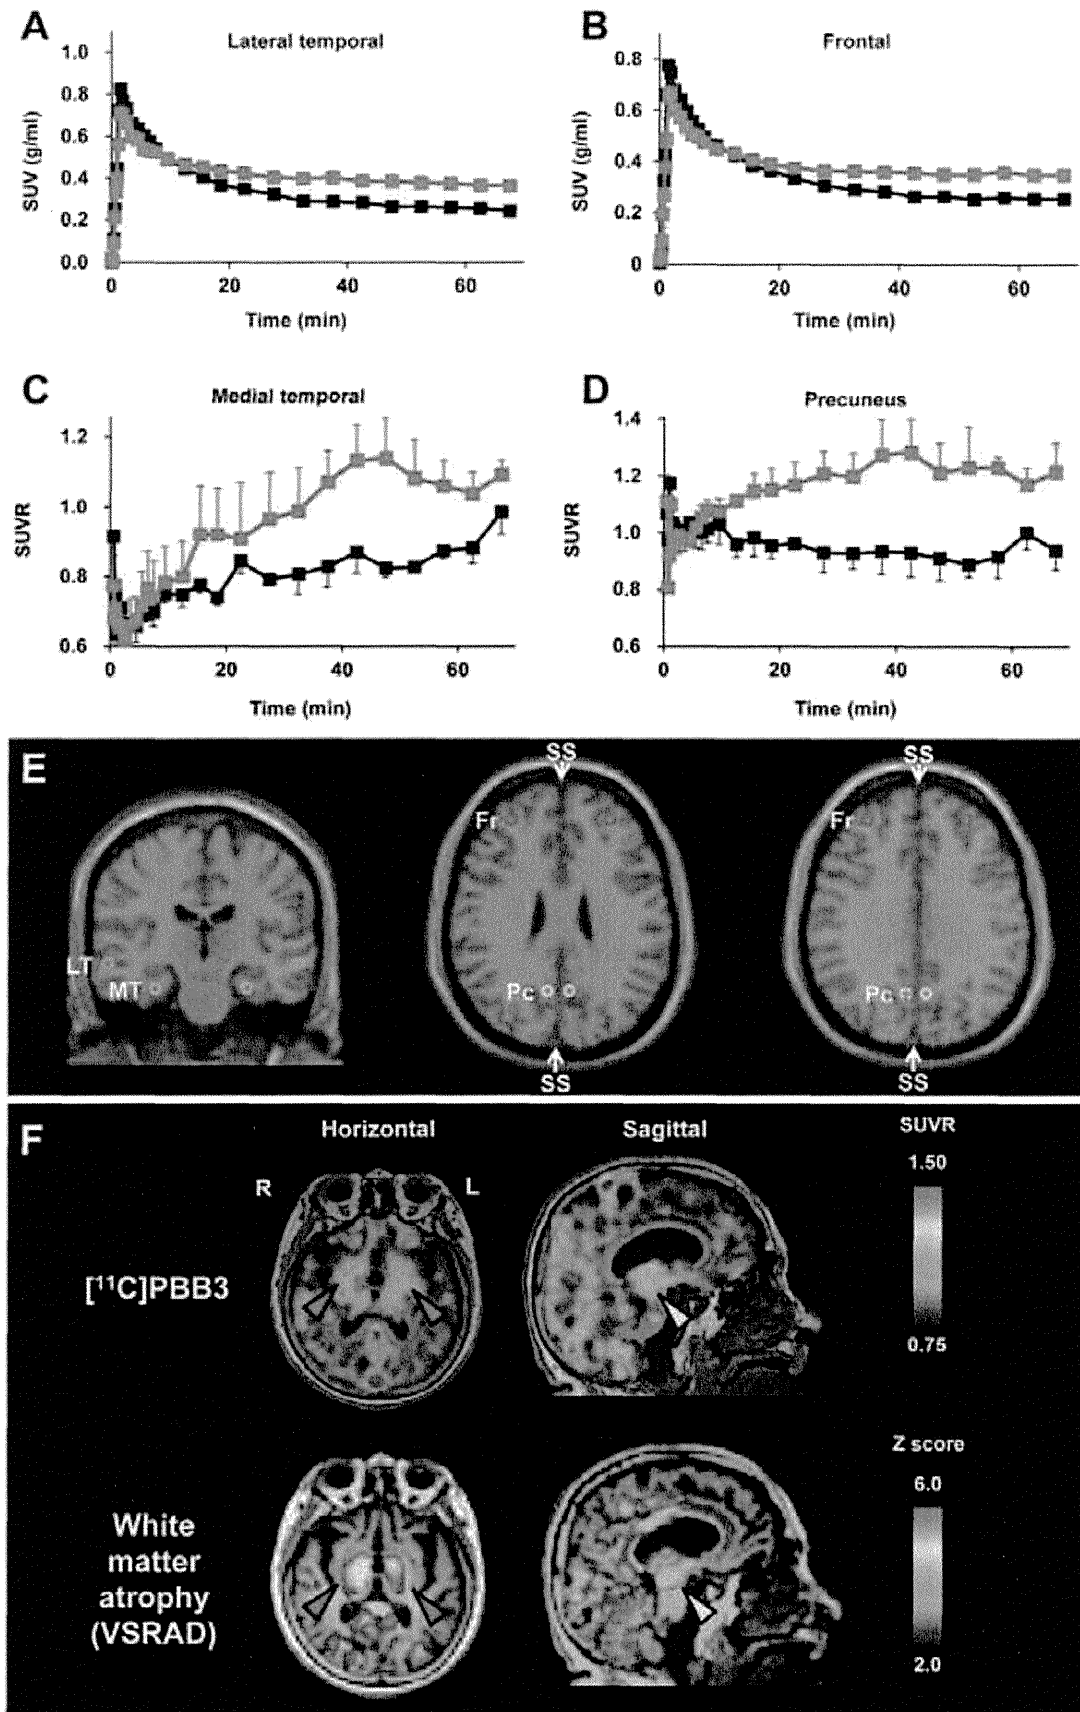 A
Lateral temporal
1.0
0.8
0.6
0.4
0.2
0.0
SUV (g/ml)
0 20 40 60
Time (min)
B
Frontal
0.8
0.6
0.4
0.2
0
SUV (g/ml)
0 20 40 60
Time (min)
C
Medial temporal
1.2
1.0
0.8
0.6
SUVR
0 20 40 60
Time (min)
D
Precuneus
1.4
1.2
1.0
0.8
0.6
SUVR
0 20 40 60
Time (min)
E
SS SS
Fr Fr
LT
MT
Pc Pc
SS SS
F
Horizontal Sagittal SUVR
R L
1.50
[¹¹C]PBB3
0.75
Z score
6.0
White
matter
atrophy
(VSRAD)
2.0